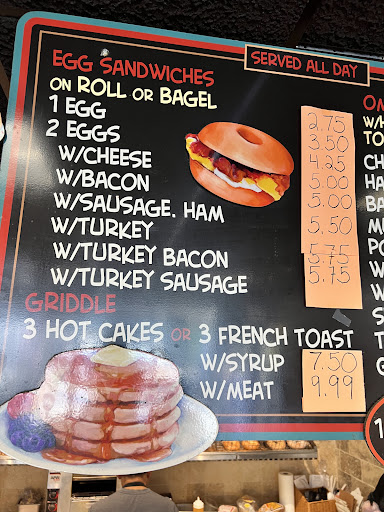 SERVED ALL DAY
EGG SANDWICHES
ON ROLL OR BAGEL
1 EGG 2.75
2 EGGS 3.50
W/CHEESE 4.25
W/BACON 5.00
W/SAUSAGE. HAM 5.00
W/TURKEY 5.50
W/TURKEY BACON 5.75
W/TURKEY SAUSAGE 5.75
GRIDDLE
3 HOT CAKES OR 3 FRENCH TOAST
W/SYRUP 7.50
W/MEAT 9.99